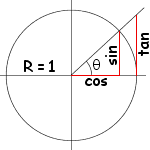 sin
tan
R = 1
θ
cos